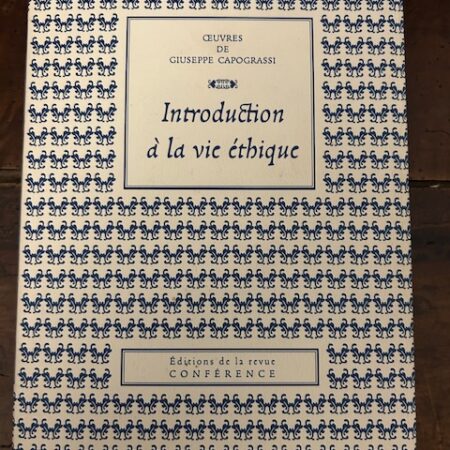 ŒUVRES
DE
GIUSEPPE CAPOGRASSI
Introduction
à la vie éthique
Éditions de la revue
CONFÉRENCE